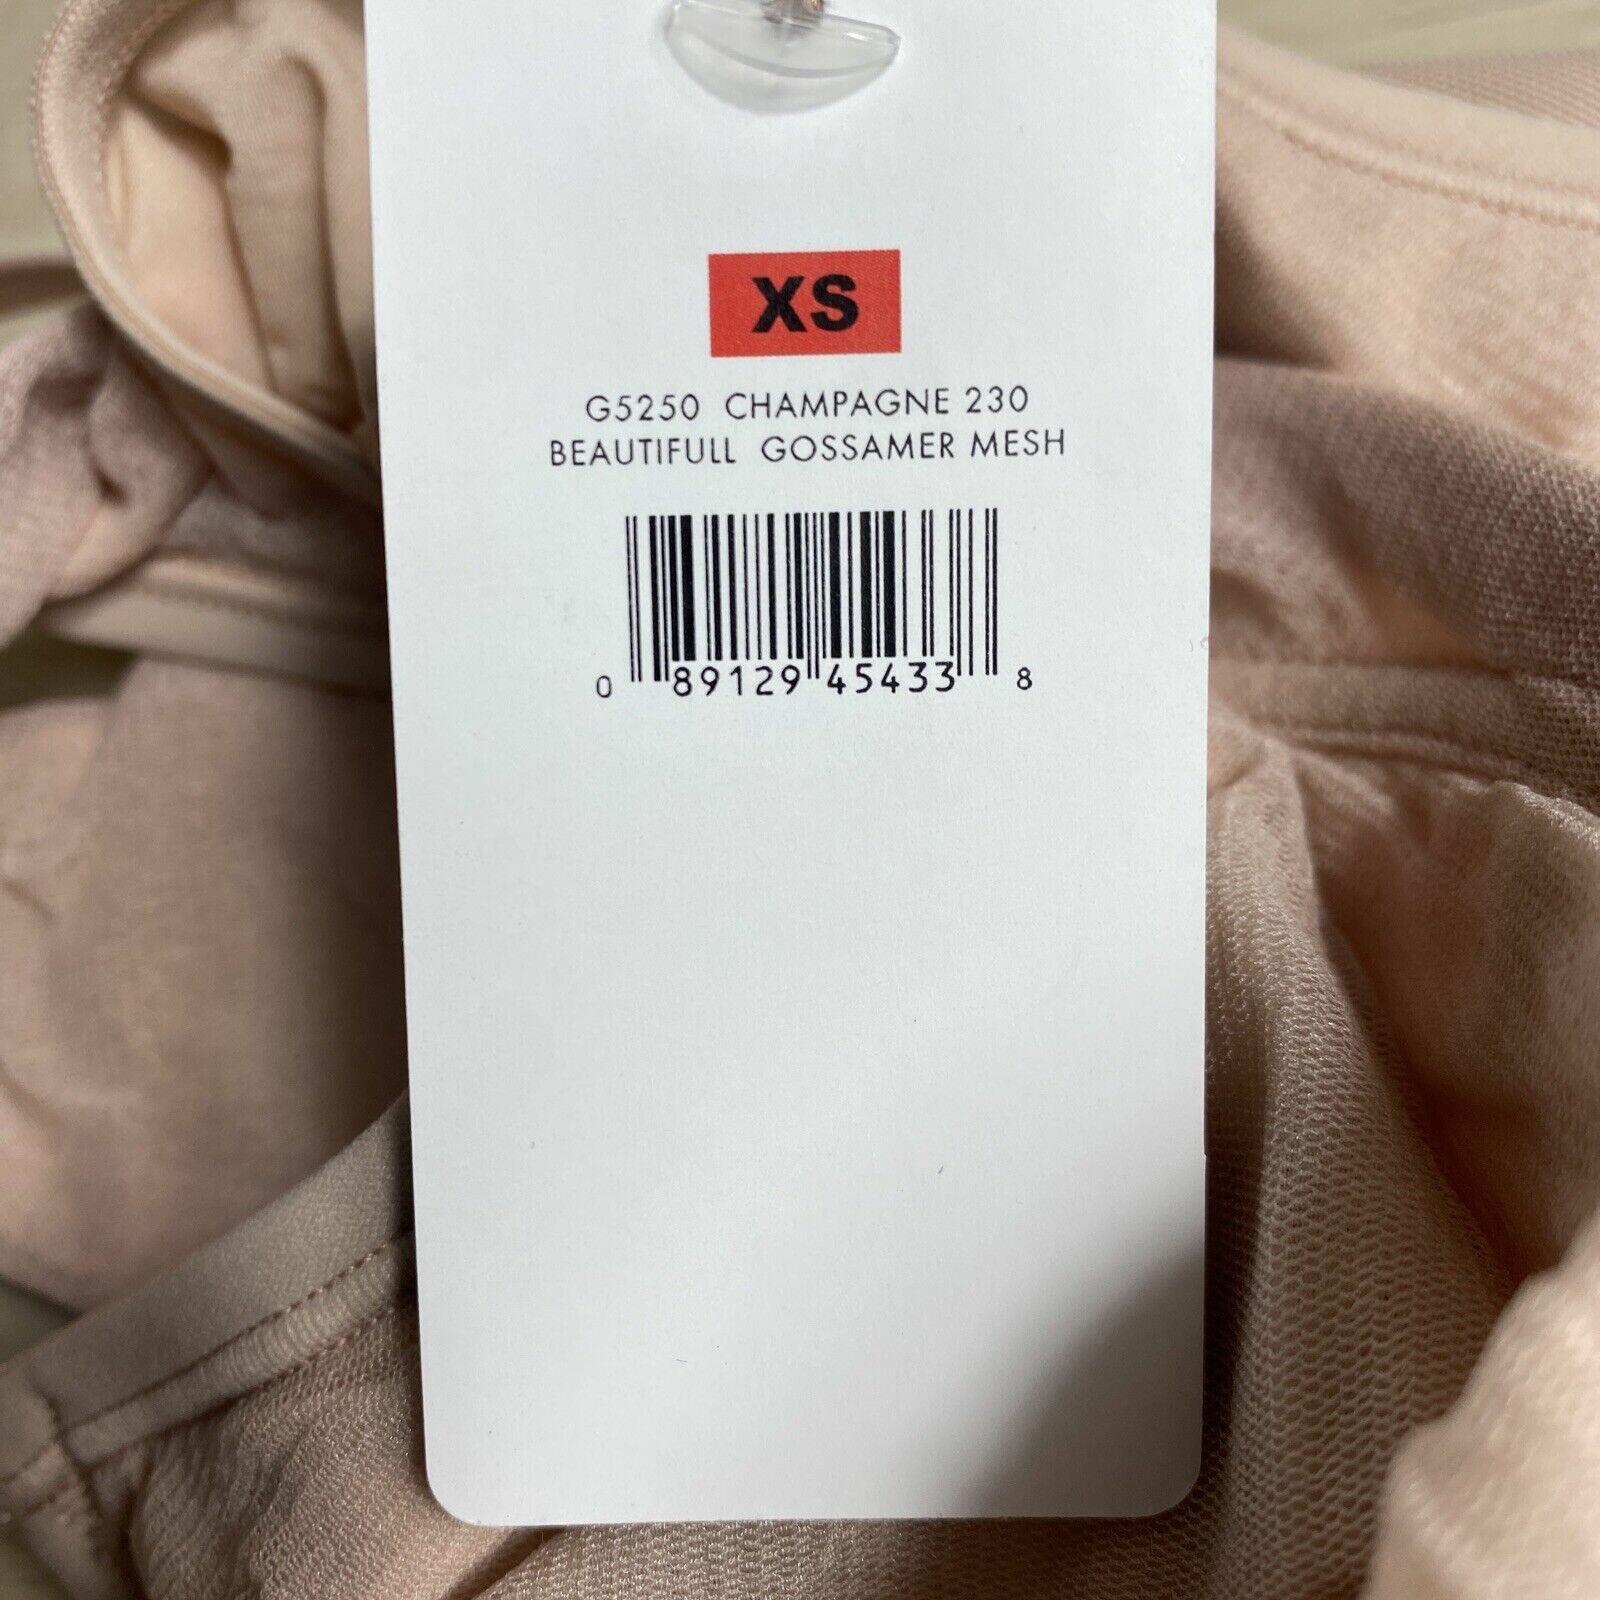 XS
G5250 CHAMPAGNE 230
BEAUTIFULL GOSSAMER MESH
0 89129 45433 8